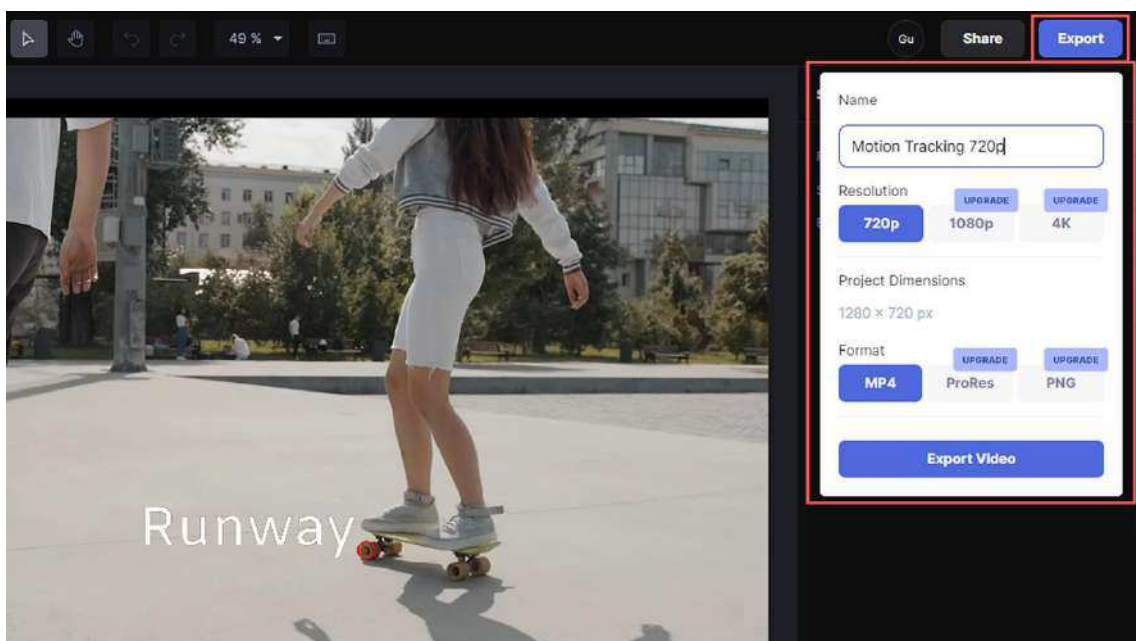 49 %
Gu
Share
Export
Name
Motion Tracking 720p
Resolution
UPGRADE
UPGRADE
720p
1080p
4K
Project Dimensions
1280 × 720 px
Format
UPGRADE
UPGRADE
MP4
ProRes
PNG
Export Video
Runway